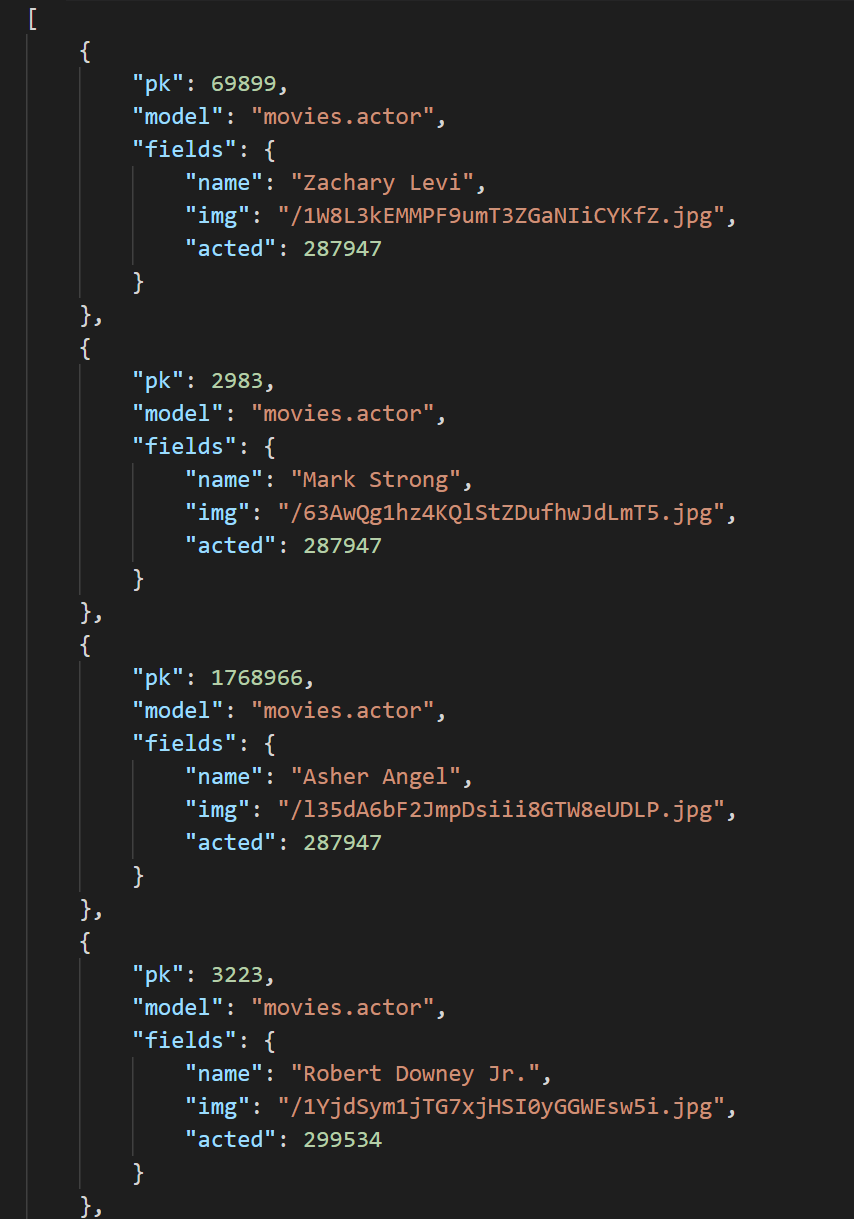 [
{
"pk": 69899,
"model": "movies.actor",
"fields": {
"name": "Zachary Levi",
"img": "/1W8L3kEMMPF9umT3ZGaNIiCYKfZ.jpg",
"acted": 287947
}
},
{
"pk": 2983,
"model": "movies.actor",
"fields": {
"name": "Mark Strong",
"img": "/63AwQg1hz4KQlStZDufhwJdLmT5.jpg",
"acted": 287947
}
},
{
"pk": 1768966,
"model": "movies.actor",
"fields": {
"name": "Asher Angel",
"img": "/l35dA6bF2JmpDsiii8GTW8eUDLP.jpg",
"acted": 287947
}
},
{
"pk": 3223,
"model": "movies.actor",
"fields": {
"name": "Robert Downey Jr.",
"img": "/1YjdSym1jTG7xjHSI0yGGWEsw5i.jpg",
"acted": 299534
}
},